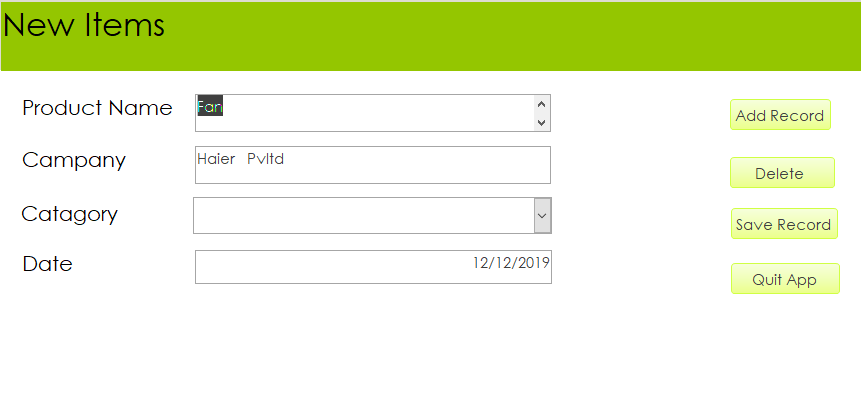 New Items
Product Name
Fan
Add Record
Campany
Haier Pvltd
Delete
Catagory
Save Record
Date
12/12/2019
Quit App